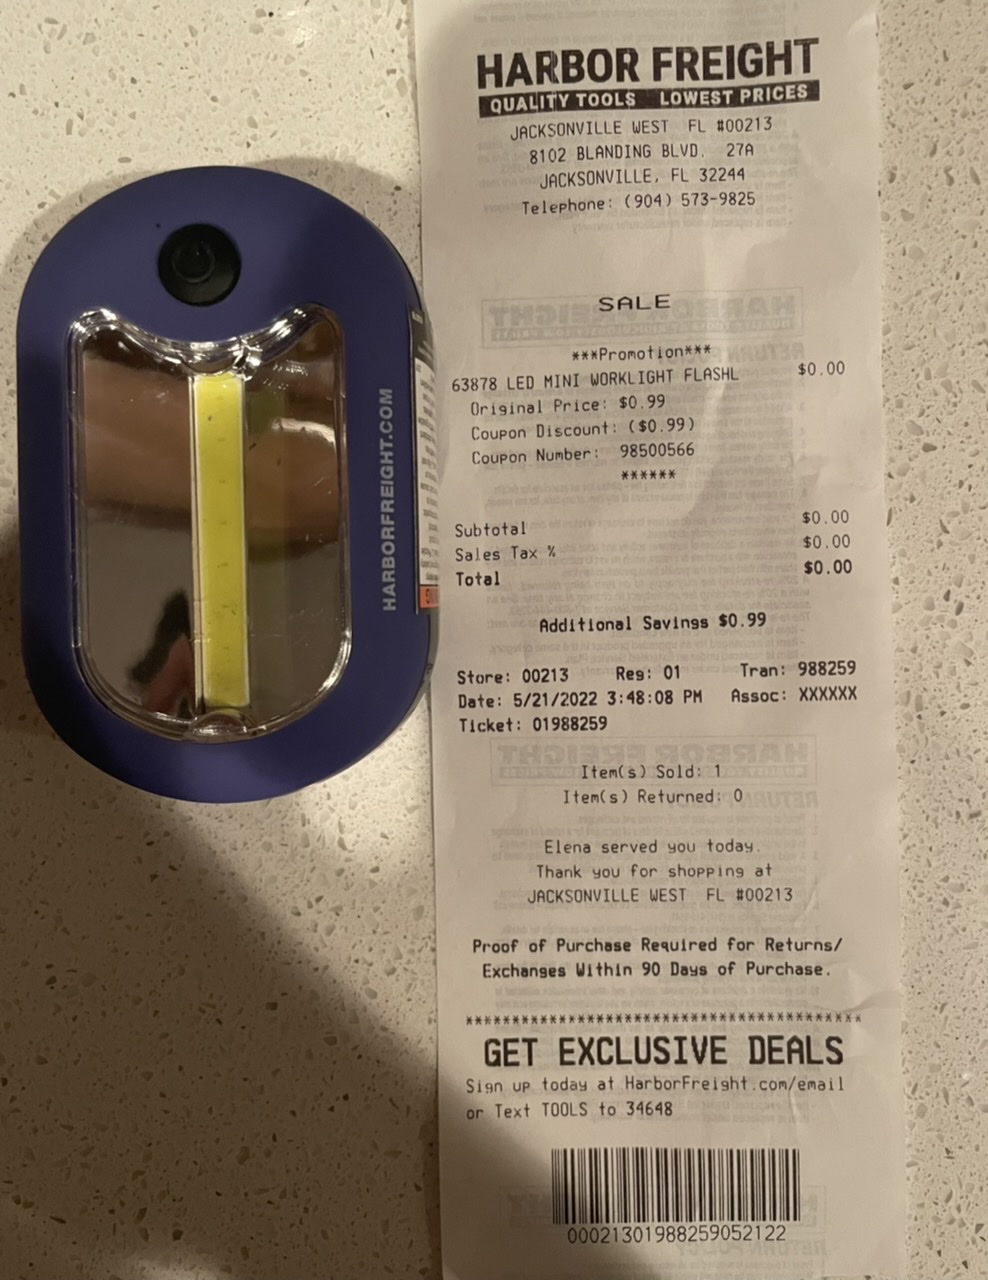 HARBORFREIGHT.COM
HARBOR FREIGHT
QUALITY TOOLS LOWEST PRICES
JACKSONVILLE WEST FL #00213
8102 BLANDING BLVD. 27A
JACKSONVILLE, FL 32244
Telephone: (904) 573-9825
SALE
***Promotion***
63878 LED MINI WORKLIGHT FLASHL $0.00
Original Price: $0.99
Coupon Discount: ($0.99)
Coupon Number: 98500566
******
Subtotal $0.00
Sales Tax % $0.00
Total $0.00
Additional Savings $0.99
Store: 00213 Reg: 01 Tran: 988259
Date: 5/21/2022 3:48:08 PM Assoc: XXXXXX
Ticket: 01988259
Item(s) Sold: 1
Item(s) Returned: 0
Elena served you today.
Thank you for shopping at
JACKSONVILLE WEST FL #00213
Proof of Purchase Required for Returns/
Exchanges Within 90 Days of Purchase.
*******************************************
GET EXCLUSIVE DEALS
Sign up today at HarborFreight.com/email
or Text TOOLS to 34648
00021301988259052122